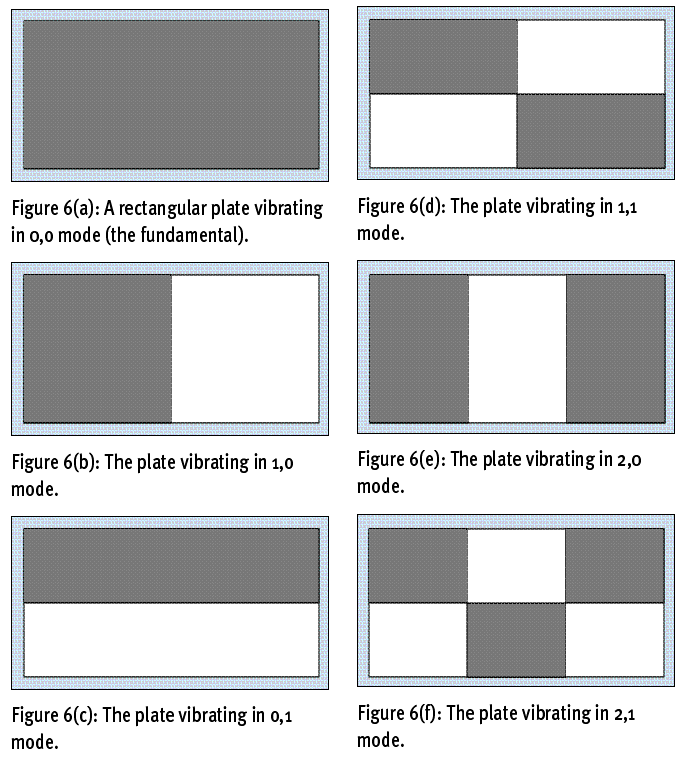 Figure 6(a): A rectangular plate vibrating
in 0,0 mode (the fundamental).
Figure 6(b): The plate vibrating in 1,0
mode.
Figure 6(c): The plate vibrating in 0,1
mode.
Figure 6(d): The plate vibrating in 1,1
mode.
Figure 6(e): The plate vibrating in 2,0
mode.
Figure 6(f): The plate vibrating in 2,1
mode.